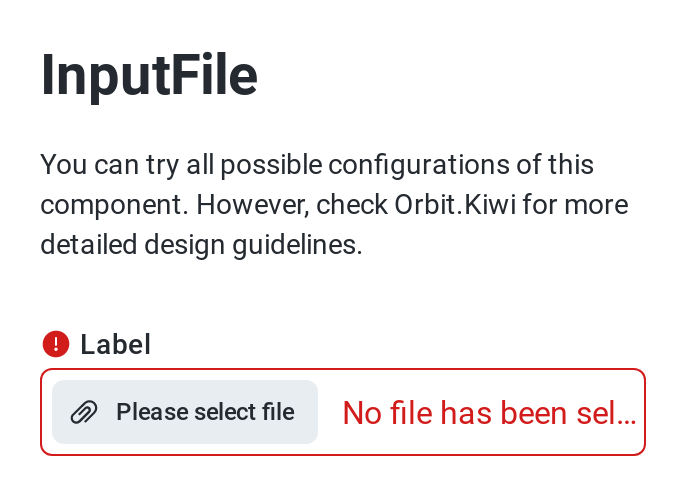 InputFile
You can try all possible configurations of this
component. However, check Orbit.Kiwi for more
detailed design guidelines.
Label
Please select file
No file has been sel…